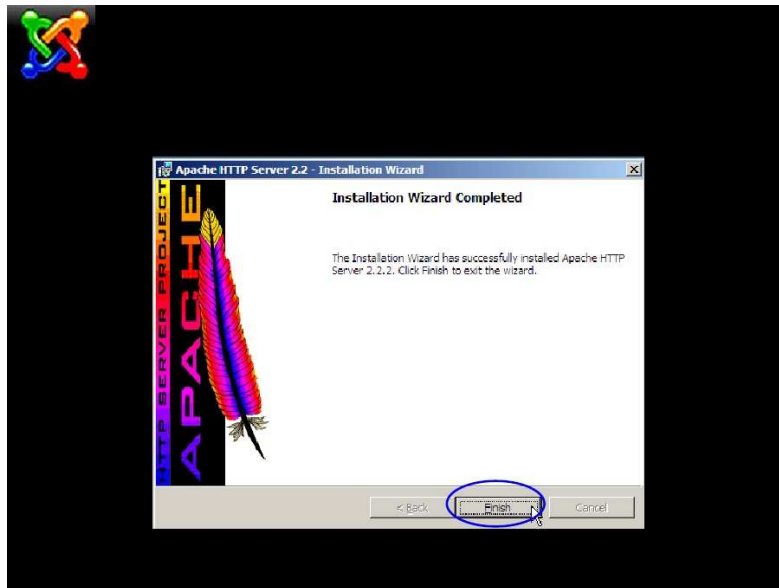 Apache HTTP Server 2.2 - Installation Wizard
HTTP SERVER PROJECT
APACHE
Installation Wizard Completed
The Installation Wizard has successfully installed Apache HTTP
Server 2.2.2. Click Finish to exit the wizard.
< Back
Finish
Cancel